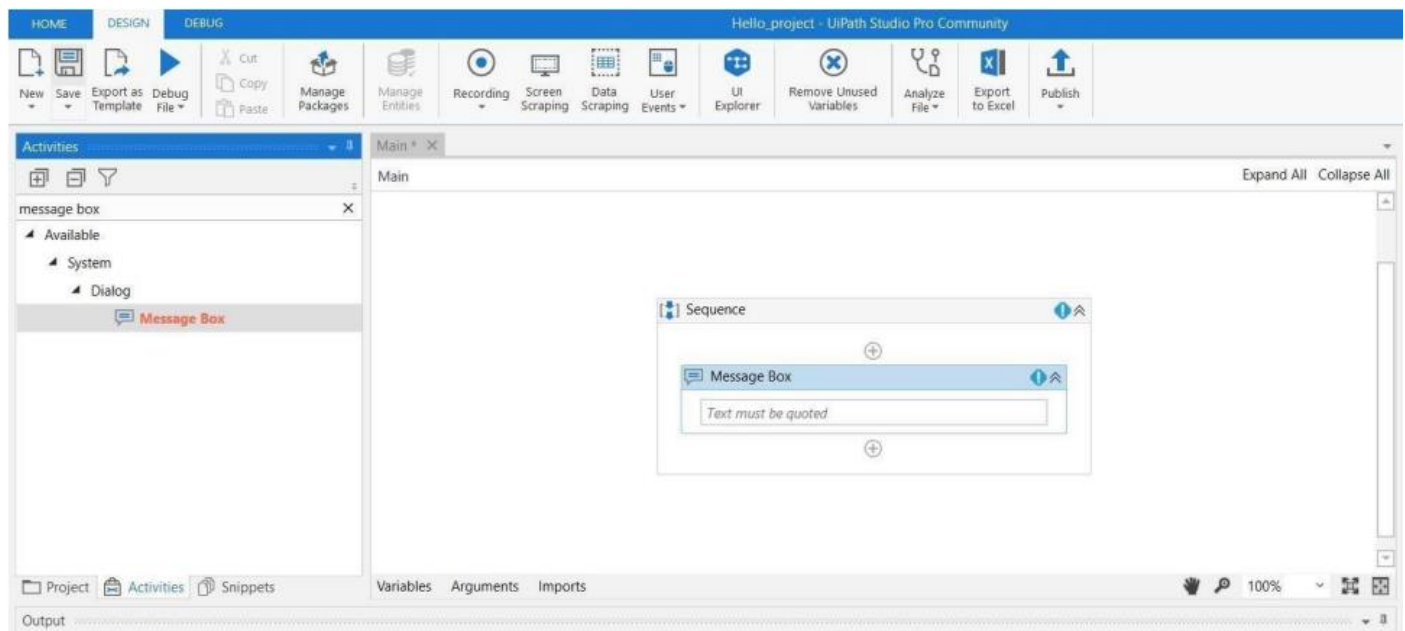 HOME DESIGN DEBUG Hello_project - UiPath Studio Pro Community
New Save Export as Template Debug File Cut Copy Paste Manage Packages Manage Entities Recording Screen Scraping Data Scraping User Events UI Explorer Remove Unused Variables Analyze File Export to Excel Publish
Activities
Main *
Main Expand All Collapse All
message box
Available
System
Dialog
Message Box
Sequence
Message Box
Text must be quoted
Project Activities Snippets
Variables Arguments Imports 100%
Output